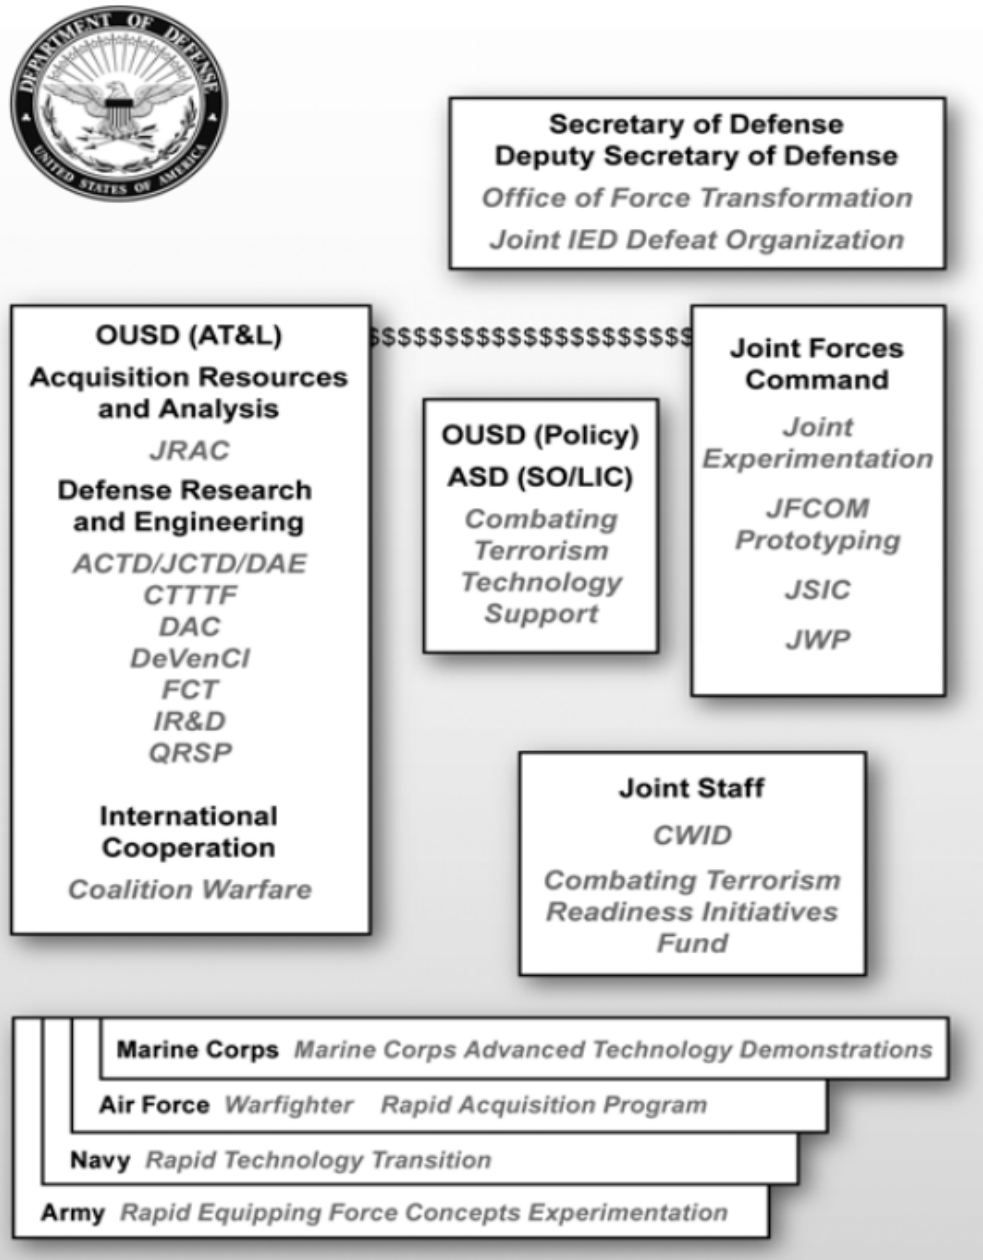 DEPARTMENT OF DEFENSE
UNITED STATES OF AMERICA
Secretary of Defense
Deputy Secretary of Defense
Office of Force Transformation
Joint IED Defeat Organization
OUSD (AT&L)
Acquisition Resources
and Analysis
JRAC
Defense Research
and Engineering
ACTD/JCTD/DAE
CTTTF
DAC
DeVenCI
FCT
IR&D
QRSP
International
Cooperation
Coalition Warfare
$$$$$$$$$$$$$$$$$$$$$
OUSD (Policy)
ASD (SO/LIC)
Combating
Terrorism
Technology
Support
Joint Forces
Command
Joint
Experimentation
JFCOM
Prototyping
JSIC
JWP
Joint Staff
CWID
Combating Terrorism
Readiness Initiatives
Fund
Marine Corps Marine Corps Advanced Technology Demonstrations
Air Force Warfighter Rapid Acquisition Program
Navy Rapid Technology Transition
Army Rapid Equipping Force Concepts Experimentation